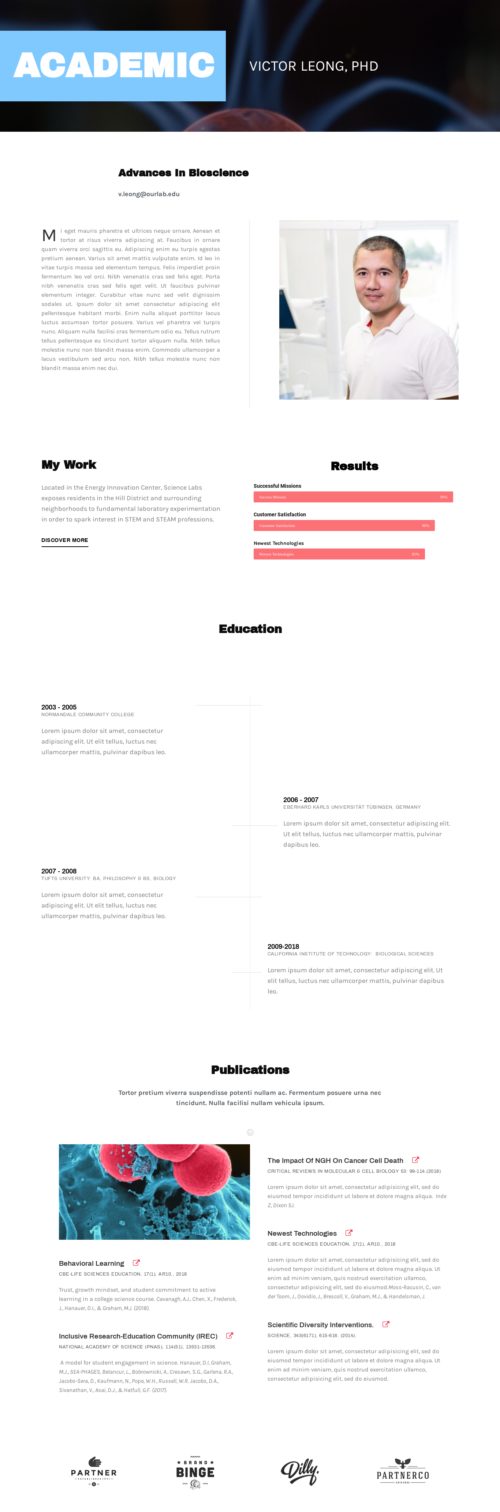 ACADEMIC
VICTOR LEONG, PHD
Advances In Bioscience
v.leong@ourlab.edu
Mi eget mauris pharetra et ultrices neque ornare. Aenean et
tortor at risus viverra adipiscing at. Faucibus in ornare
quam viverra orci sagittis eu. Adipiscing enim eu turpis egestas
pretium aenean. Varius sit amet mattis vulputate enim. Id leo in
vitae turpis massa sed elementum tempus. Felis imperdiet proin
fermentum leo vel orci. Nibh venenatis cras sed felis eget. Porta
nibh venenatis cras sed felis eget velit. Ut faucibus pulvinar
elementum integer. Curabitur vitae nunc sed velit dignissim
sodales ut. Ipsum dolor sit amet consectetur adipiscing elit
pellentesque habitant morbi. Enim nulla aliquet porttitor lacus
luctus accumsan tortor posuere. Varius vel pharetra vel turpis
nunc. Aliquam nulla facilisi cras fermentum odio eu. Tellus rutrum
tellus pellentesque eu tincidunt tortor aliquam nulla. Nibh tellus
molestie nunc non blandit massa enim. Commodo ullamcorper a
lacus vestibulum sed arcu non. Nibh tellus molestie nunc non
blandit massa enim nec dui.
My Work
Located in the Energy Innovation Center, Science Labs
exposes residents in the Hill District and surrounding
neighborhoods to fundamental laboratory experimentation
in order to spark interest in STEM and STEAM professions.
DISCOVER MORE
Results
Successful Missions
Customer Satisfaction
Newest Technologies
Education
2003 - 2005
NORMANDALE COMMUNITY COLLEGE
Lorem ipsum dolor sit amet, consectetur
adipiscing elit. Ut elit tellus, luctus nec
ullamcorper mattis, pulvinar dapibus leo.
2006 - 2007
EBERHARD KARLS UNIVERSITÄT TÜBINGEN, GERMANY
Lorem ipsum dolor sit amet, consectetur adipiscing elit.
Ut elit tellus, luctus nec ullamcorper mattis, pulvinar
dapibus leo.
2007 - 2008
TUFTS UNIVERSITY BA, PHILOSOPHY & BS, BIOLOGY
Lorem ipsum dolor sit amet, consectetur
adipiscing elit. Ut elit tellus, luctus nec
ullamcorper mattis, pulvinar dapibus leo.
2009-2018
CALIFORNIA INSTITUTE OF TECHNOLOGY: BIOLOGICAL SCIENCES
Lorem ipsum dolor sit amet, consectetur adipiscing elit. Ut
elit tellus, luctus nec ullamcorper mattis, pulvinar dapibus
leo.
Publications
Tortor pretium viverra suspendisse potenti nullam ac. Fermentum posuere urna nec
tincidunt. Nulla facilisi nullam vehicula ipsum.
Behavioral Learning
CBE-LIFE SCIENCES EDUCATION, 17(1), AR10., 2018
Trust, growth mindset, and student commitment to active
learning in a college science course. Cavanagh, A.J., Chen, X., Frederick,
J., Hanauer, D.I., & Graham, M.J. (2018).
Inclusive Research-Education Community (IREC)
NATIONAL ACADEMY OF SCIENCE (PNAS), 114(51), 13531-13536.
A model for student engagement in science. Hanauer, D.I, Graham,
M.J., SEA-PHAGES, Betancur, L., Bobrownicki, A., Cresawn, S.G., Garlena, R.A.,
Jacobs-Sera, D., Kaufmann, N., Pope, W.H., Russell, W.R. Jacobs, D.A.,
Sivanathan, V., Asai, D.J., & Hatfull, G.F. (2017).
The Impact Of NGH On Cancer Cell Death
CRITICAL REVIEWS IN MOLECULAR & CELL BIOLOGY 53: 99-114 (2018)
Lorem ipsum dolor sit amet, consectetur adipiscing elit, sed do
eiusmod tempor incididunt ut labore et dolore magna aliqua.
Z, Dixon SJ.
Newest Technologies
CBE-LIFE SCIENCES EDUCATION, 17(1), AR10., 2018
Lorem ipsum dolor sit amet, consectetur adipiscing elit, sed do
eiusmod tempor incididunt ut labore et dolore magna aliqua. Ut
enim ad minim veniam, quis nostrud exercitation ullamco,
consectetur adipiscing elit, sed do eiusmod. Moss-Racusin, C., van
der Toorn, J., Dovidio, J., Brescoll, V., Graham, M.J., & Handelsman, J.
Scientific Diversity Interventions.
SCIENCE, 343(6171), 615-616. (2014).
Lorem ipsum dolor sit amet, consectetur adipiscing elit, sed do
eiusmod tempor incididunt ut labore et dolore magna aliqua. Ut
enim ad minim veniam, quis nostrud exercitation ullamco,
consectetur adipiscing elit, sed do eiusmod.
PARTNER
BRAND
BINGE
Dilly.
PARTNERCO